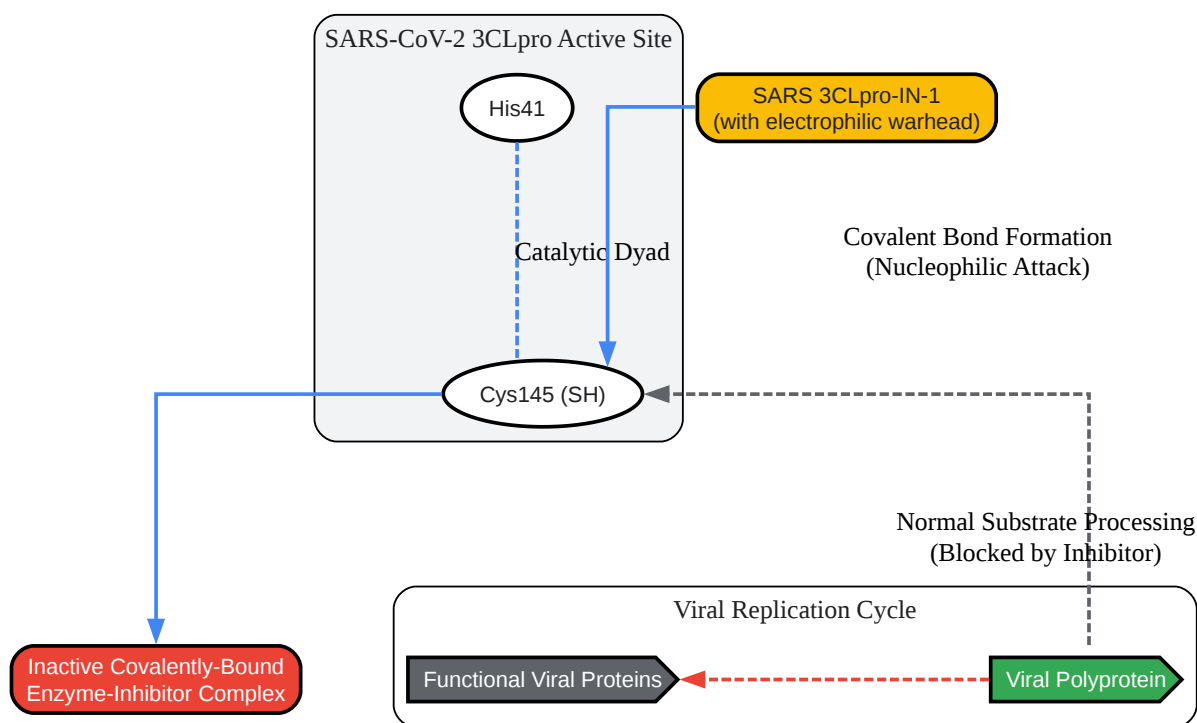 SARS-CoV-2 3CLpro Active Site
His41
SARS 3CLpro-IN-1
(with electrophilic warhead)
Catalytic Dyad
Covalent Bond Formation
(Nucleophilic Attack)
Cys145 (SH)
Normal Substrate Processing
(Blocked by Inhibitor)
Viral Replication Cycle
Inactive Covalently-Bound
Enzyme-Inhibitor Complex
Functional Viral Proteins
Viral Polyprotein